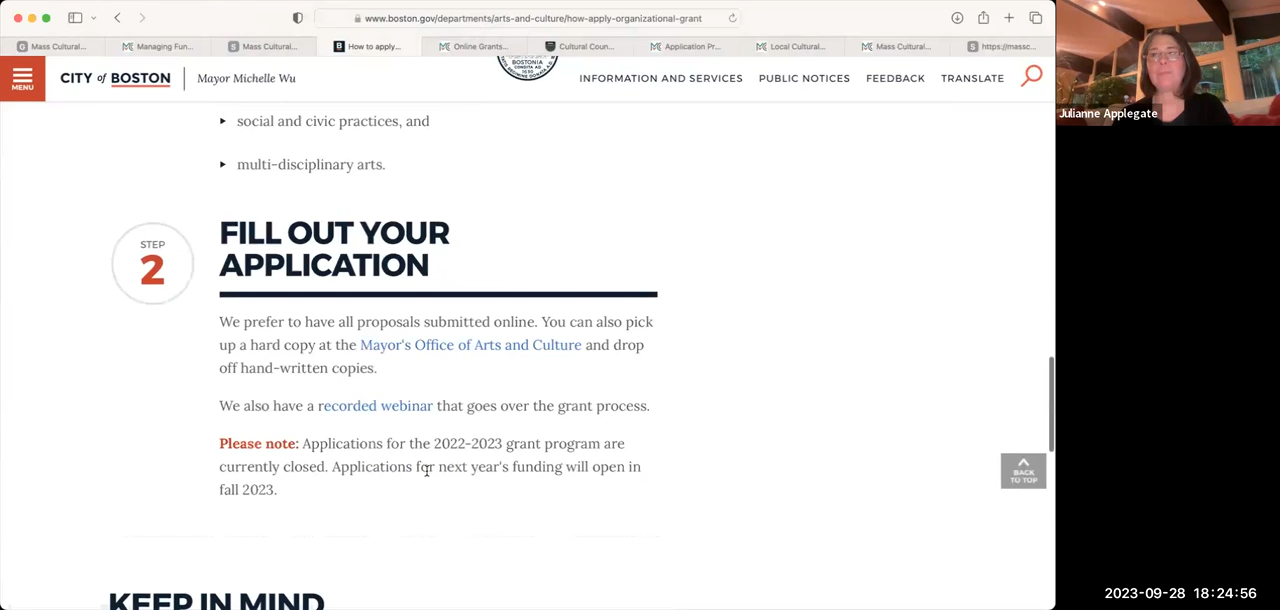 www.boston.gov/departments/arts-and-culture/how-apply-organizational-grant
Mass Cultural...
Managing Fun...
Mass Cultural...
How to apply...
Online Grants...
Cultural Coun...
Application Pr...
Local Cultural...
Mass Cultural...
https://massc...
MENU
CITY of BOSTON
Mayor Michelle Wu
BOSTONIA
CONDITA AD
1630
INFORMATION AND SERVICES
PUBLIC NOTICES
FEEDBACK
TRANSLATE
Julianne Applegate
social and civic practices, and
multi-disciplinary arts.
STEP
2
FILL OUT YOUR
APPLICATION
We prefer to have all proposals submitted online. You can also pick
up a hard copy at the Mayor's Office of Arts and Culture and drop
off hand-written copies.
We also have a recorded webinar that goes over the grant process.
Please note: Applications for the 2022-2023 grant program are
currently closed. Applications for next year's funding will open in
fall 2023.
BACK
TO TOP
KEEP IN MIND
2023-09-28 18:24:56